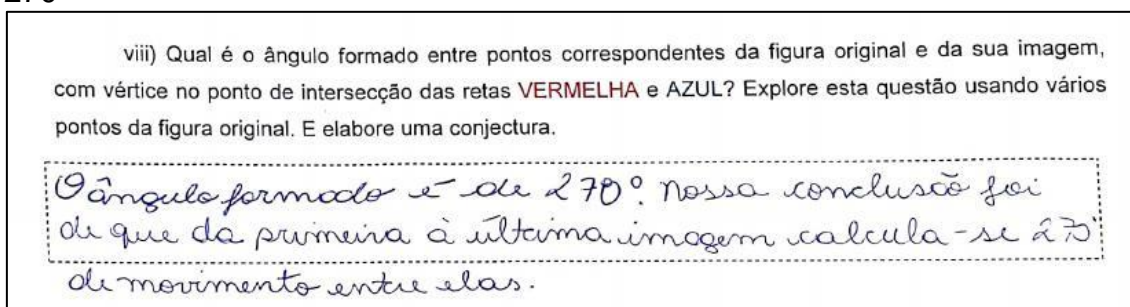 viii) Qual é o ângulo formado entre pontos correspondentes da figura original e da sua imagem,
com vértice no ponto de intersecção das retas VERMELHA e AZUL? Explore esta questão usando vários
pontos da figura original. E elabore uma conjectura.
O ângulo formado é de 270°. Nossa conclusão foi
de que da primeira à última imagem calcula-se 270°
de movimento entre elas.